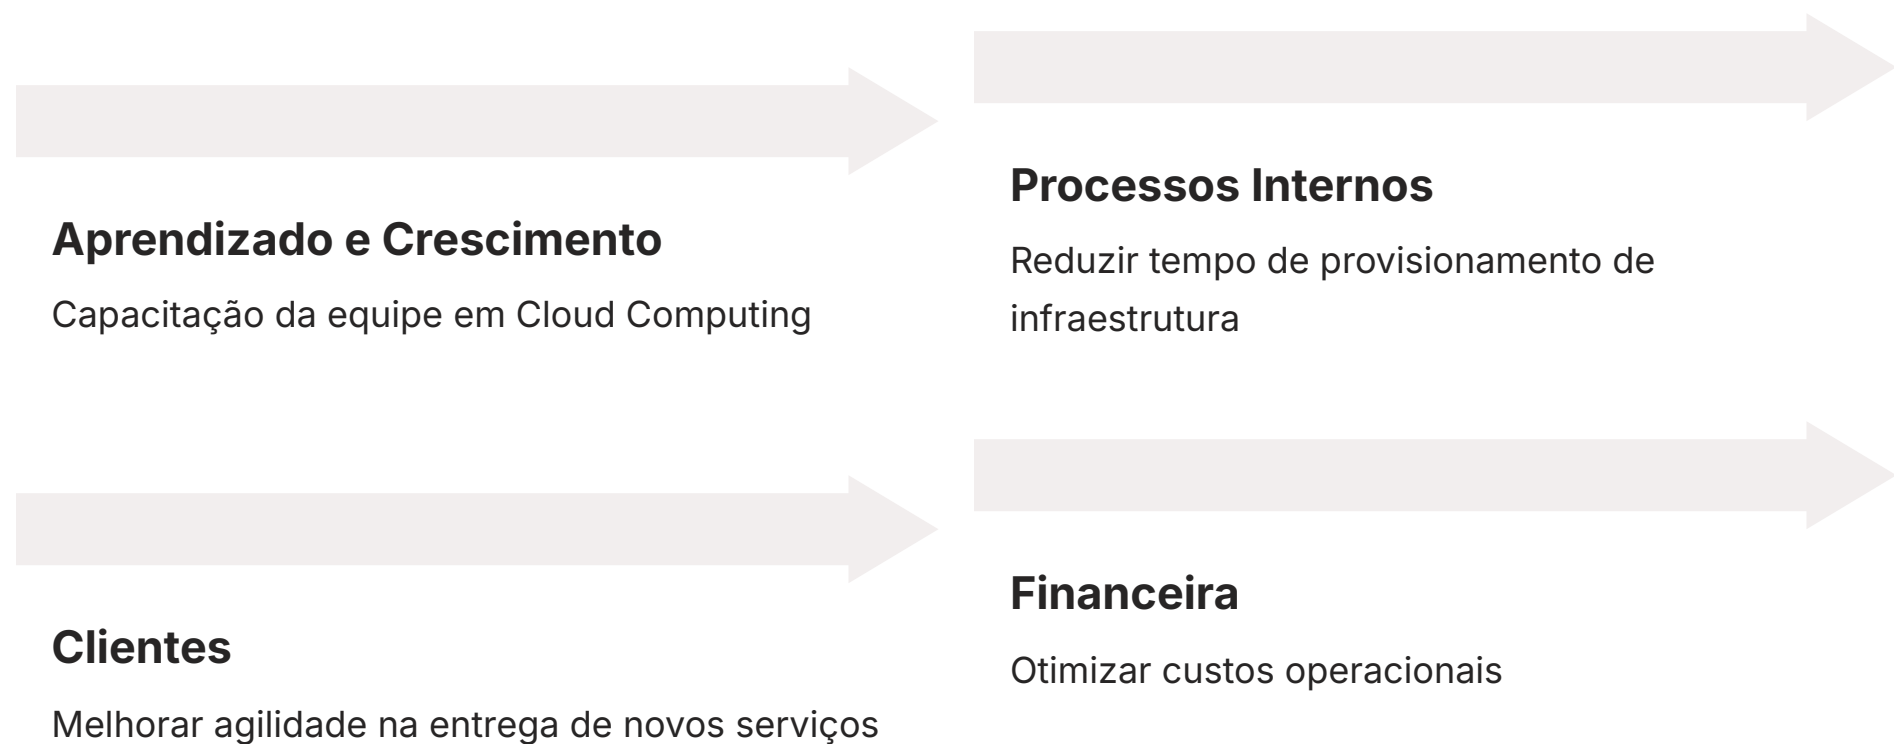 Aprendizado e Crescimento
Capacitação da equipe em Cloud Computing
Processos Internos
Reduzir tempo de provisionamento de
infraestrutura
Clientes
Melhorar agilidade na entrega de novos serviços
Financeira
Otimizar custos operacionais